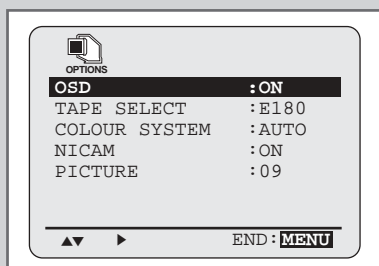 OPTIONS
OSD :ON
TAPE SELECT :E180
COLOUR SYSTEM :AUTO
NICAM :ON
PICTURE :09
▲▼ ▶ END:MENU